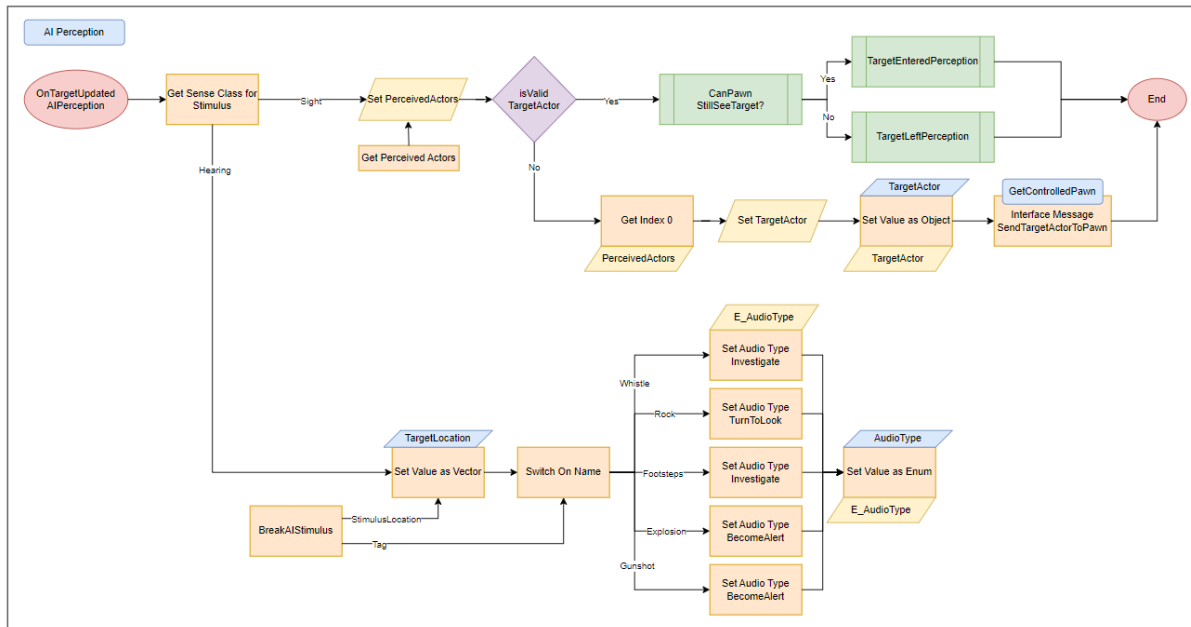 AI Perception
OnTargetUpdated
AIPerception
Get Sense Class for
Stimulus
Sight
Set PerceivedActors
Get Perceived Actors
isValid
TargetActor
Yes
CanPawn
StillSeeTarget?
Yes
No
TargetEnteredPerception
TargetLeftPerception
End
Hearing
No
Get Index 0
PerceivedActors
Set TargetActor
TargetActor
Set Value as Object
TargetActor
GetControlledPawn
Interface Message
SendTargetActorToPawn
E_AudioType
Set Audio Type
Investigate
Whistle
Rock
Set Audio Type
TurnToLook
TargetLocation
Set Value as Vector
Switch On Name
Footsteps
Set Audio Type
Investigate
AudioType
Set Value as Enum
E_AudioType
BreakAIStimulus
StimulusLocation
Tag
Explosion
Set Audio Type
BecomeAlert
Gunshot
Set Audio Type
BecomeAlert